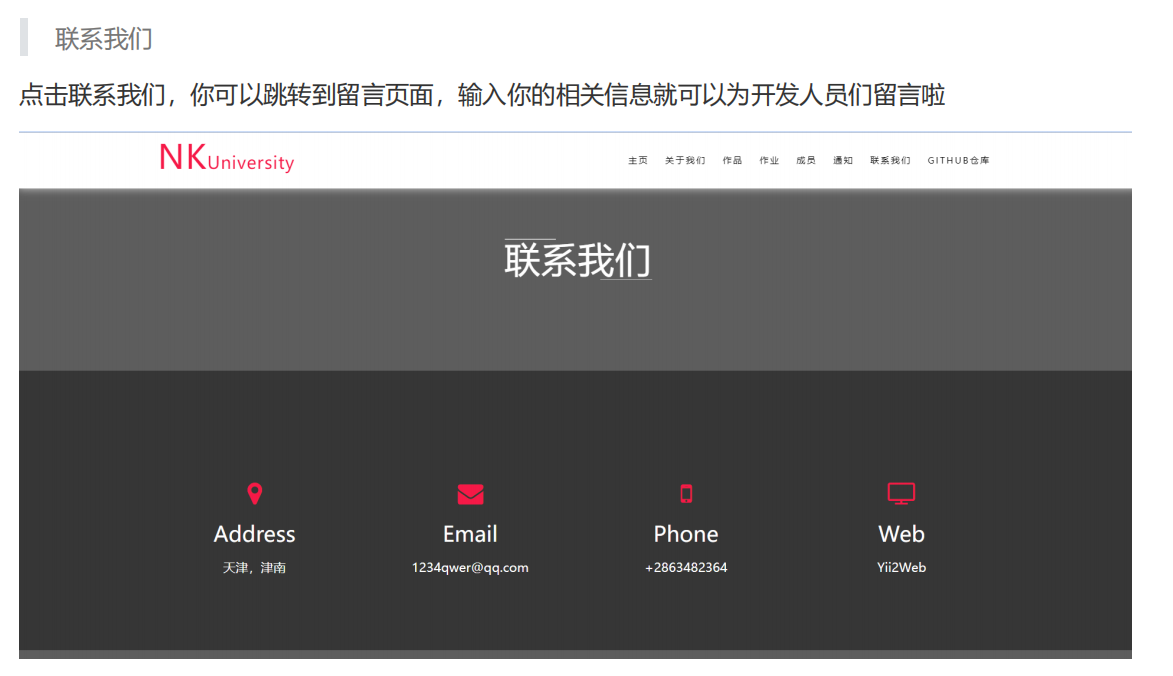 联系我们
点击联系我们，你可以跳转到留言页面，输入你的相关信息就可以为开发人员们留言啦
NKUniversity
主页 关于我们 作品 作业 成员 通知 联系我们 GITHUB仓库
联系我们
Address Email Phone Web
天津，津南 1234qwer@qq.com +2863482364 Yii2Web